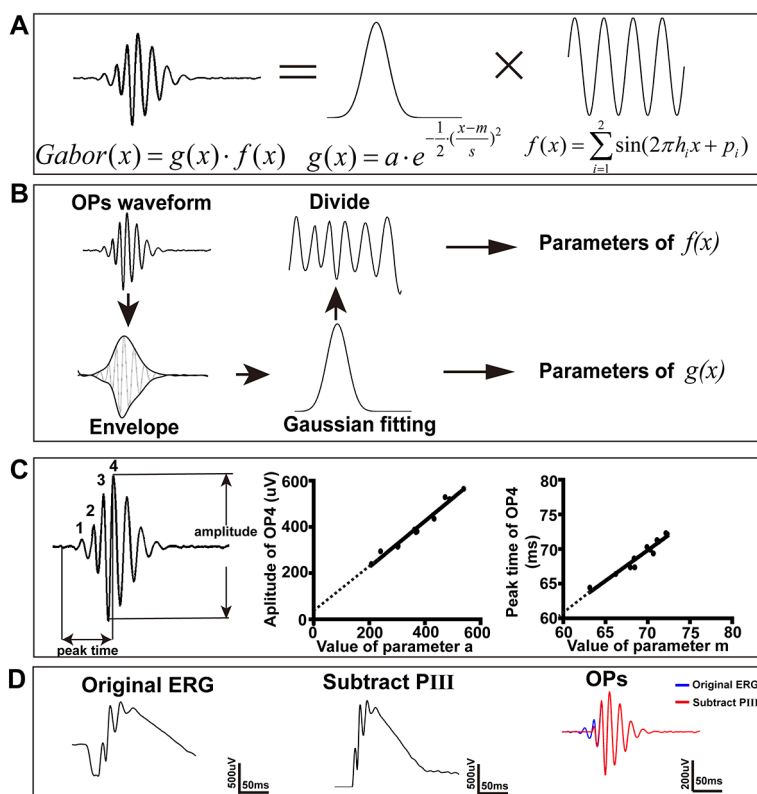 A
Gabor(x) = g(x) · f(x)
g(x) = a · e^{-\frac{1}{2}·(\frac{x-m}{s})^2}
f(x) = \sum_{i=1}^{2} sin(2πh_i x + p_i)
B
OPs waveform
Divide
Parameters of f(x)
Envelope
Gaussian fitting
Parameters of g(x)
C
1
2
3
4
amplitude
peak time
Aplitude of OP4 (uV)
600
400
200
0
0
200
400
600
Value of parameter a
Peak time of OP4
(ms)
80
75
70
65
60
60
65
70
75
80
Value of parameter m
D
Original ERG
500uV
50ms
Subtract PIII
500uV
50ms
OPs
Original ERG
Subtract PIII
200uV
50ms